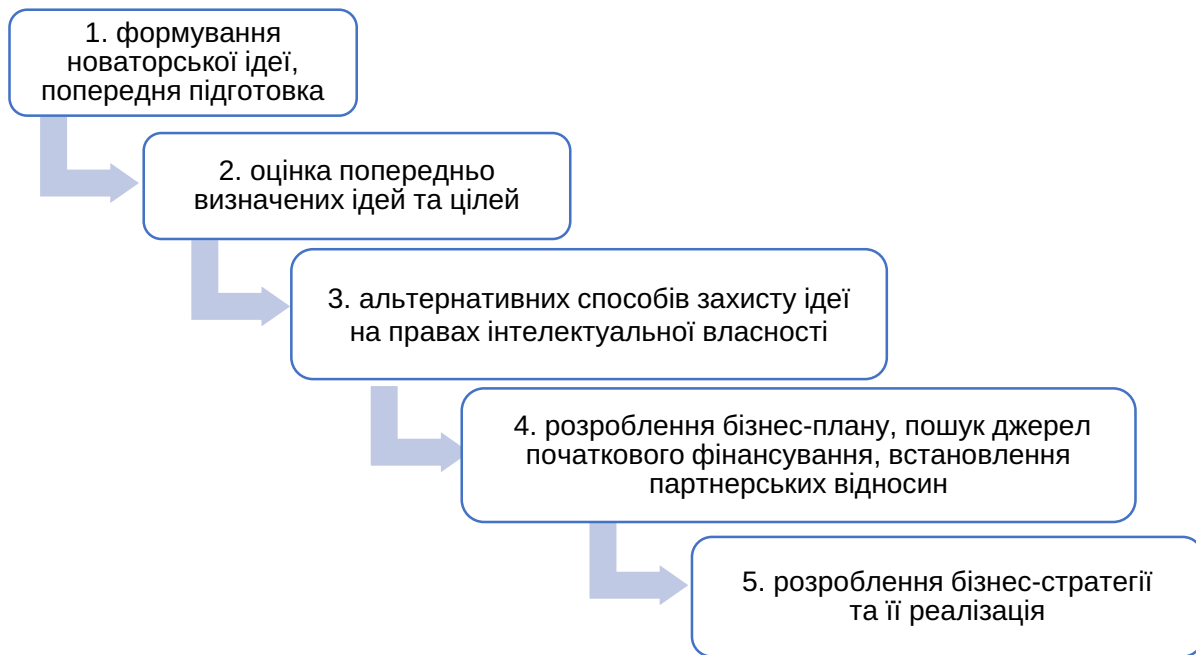 1. формування
новаторської ідеї,
попередня підготовка
2. оцінка попередньо
визначених ідей та цілей
3. альтернативних способів захисту ідеї
на правах інтелектуальної власності
4. розроблення бізнес-плану, пошук джерел
початкового фінансування, встановлення
партнерських відносин
5. розроблення бізнес-стратегії
та її реалізація